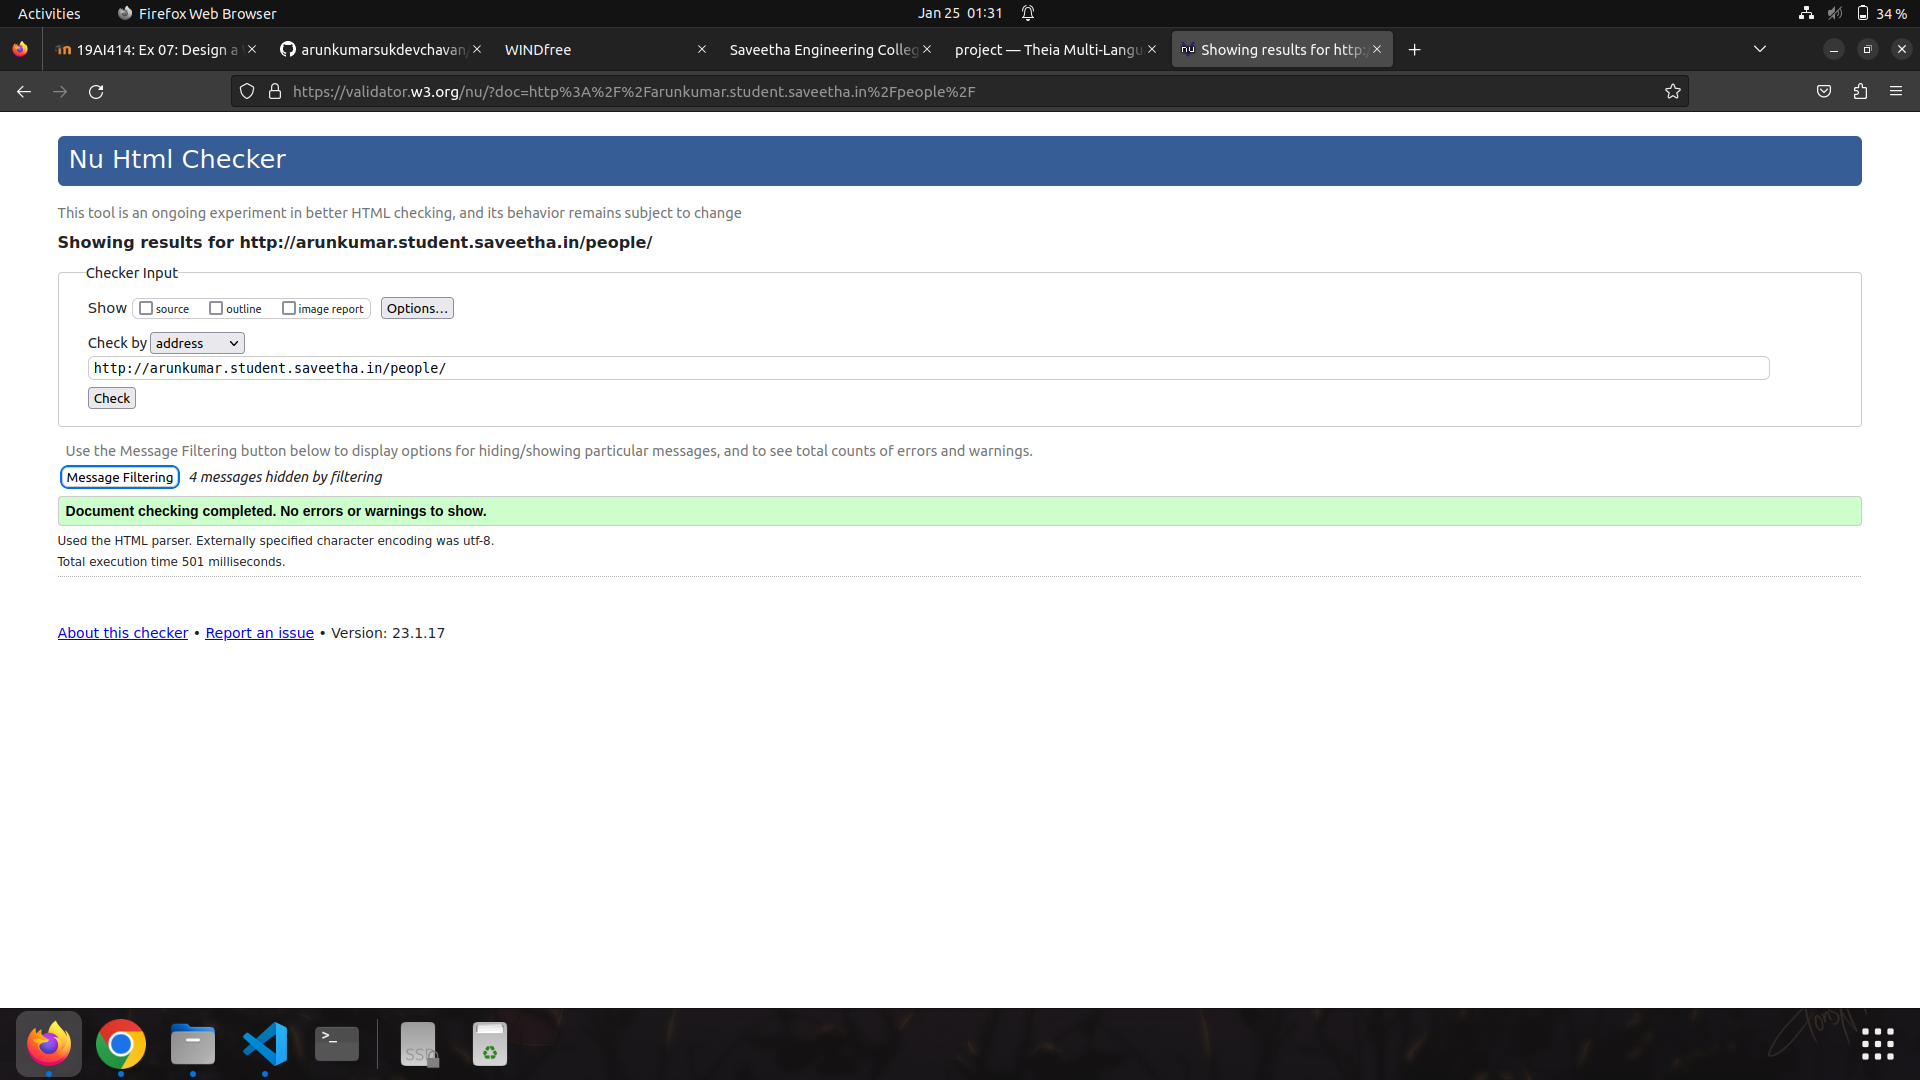 Activities Firefox Web Browser Jan 25 01:31 34 %
19AI414: Ex 07: Design a arunkumarsukdevchavan WINDfree Saveetha Engineering Colleg project — Theia Multi-Langu Showing results for http:
https://validator.w3.org/nu/?doc=http%3A%2F%2Farunkumar.student.saveetha.in%2Fpeople%2F
Nu Html Checker
This tool is an ongoing experiment in better HTML checking, and its behavior remains subject to change
Showing results for http://arunkumar.student.saveetha.in/people/
Checker Input
Show source outline image report Options...
Check by address
http://arunkumar.student.saveetha.in/people/
Check
Use the Message Filtering button below to display options for hiding/showing particular messages, and to see total counts of errors and warnings.
Message Filtering 4 messages hidden by filtering
Document checking completed. No errors or warnings to show.
Used the HTML parser. Externally specified character encoding was utf-8.
Total execution time 501 milliseconds.
About this checker • Report an issue • Version: 23.1.17
SSD